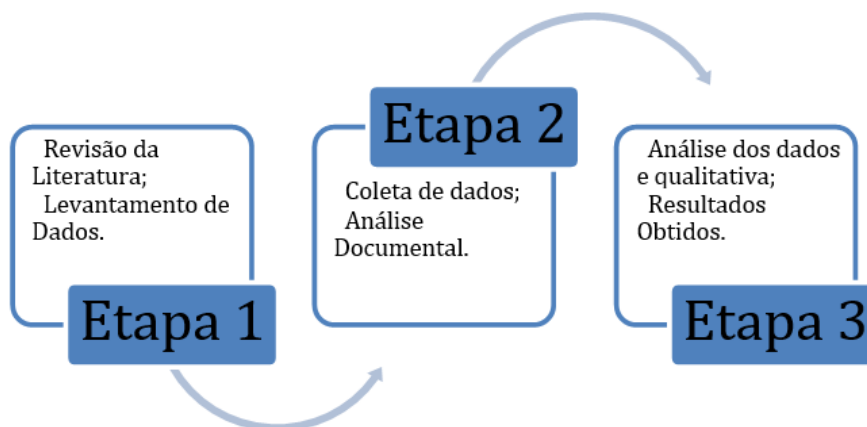 Revisão da
Literatura;
Levantamento de
Dados.
Etapa 1
Etapa 2
Coleta de dados;
Análise
Documental.
Análise dos dados
e qualitativa;
Resultados
Obtidos.
Etapa 3